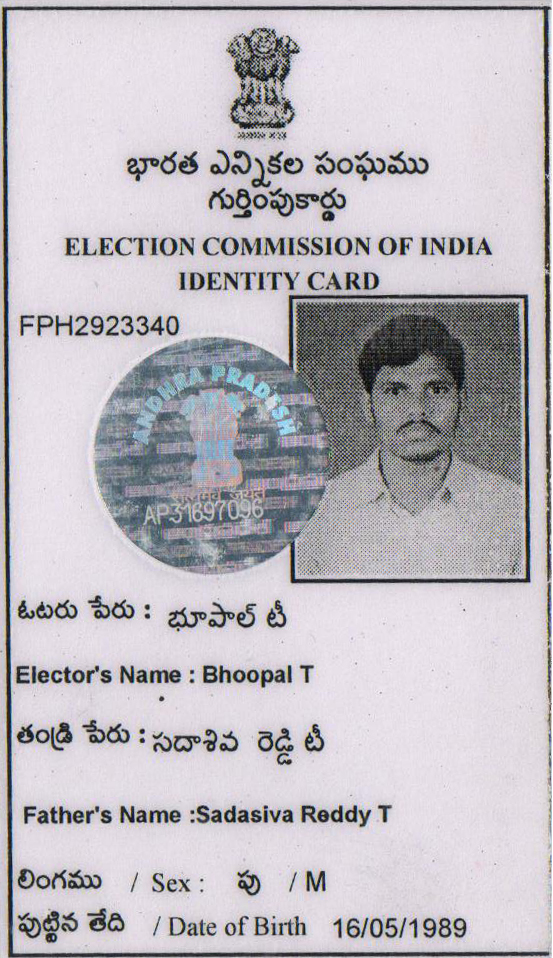 భారత ఎన్నికల సంఘము
గుర్తింపుకార్డు
ELECTION COMMISSION OF INDIA
IDENTITY CARD
FPH2923340
ANDHRA PRADESH
सत्यमेव जयते
AP31697096
ఓటరు పేరు : భూపాల్ టీ
Elector's Name : Bhoopal T
తండ్రి పేరు : సదాశివ రెడ్డి టీ
Father's Name :Sadasiva Reddy T
లింగము / Sex : పు / M
పుట్టిన తేది / Date of Birth 16/05/1989